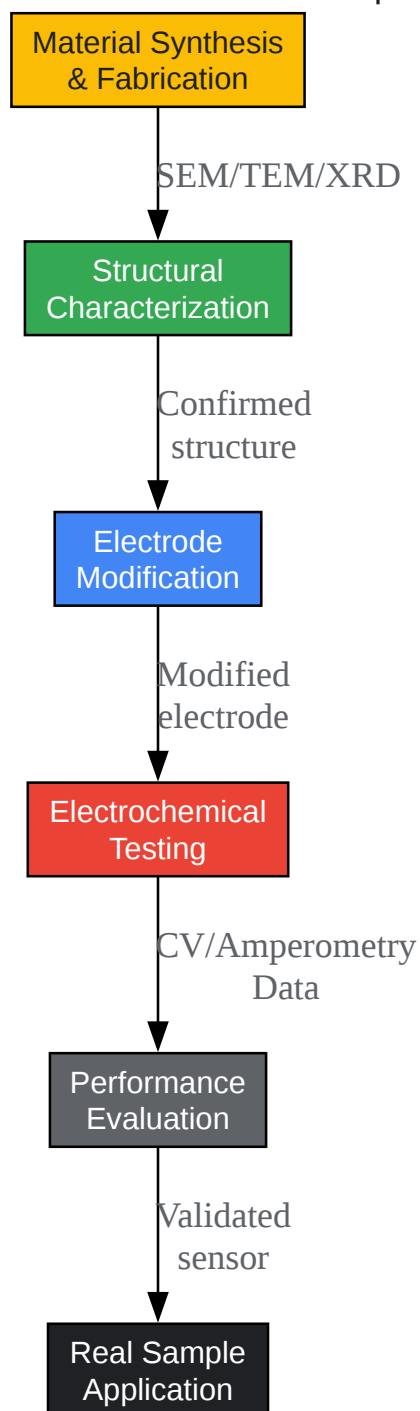 Material Synthesis
& Fabrication
SEM/TEM/XRD
Structural
Characterization
Confirmed
structure
Electrode
Modification
Modified
electrode
Electrochemical
Testing
CV/Amperometry
Data
Performance
Evaluation
Validated
sensor
Real Sample
Application